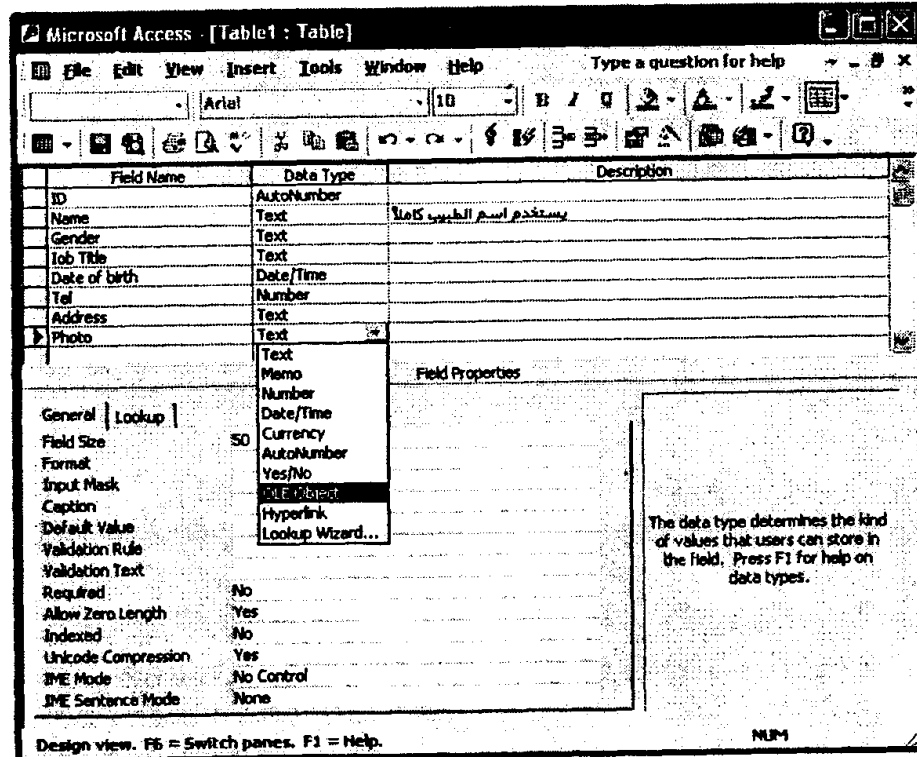 Microsoft Access - [Table1 : Table]
File Edit View Insert Tools Window Help Type a question for help
Arial 10 B I U
Field Name Data Type Description
ID AutoNumber
Name Text يستخدم اسم الطبيب كاملاً
Gender Text
Job Title Text
Date of birth Date/Time
Tel Number
Address Text
Photo Text
Text
Memo
Number
Date/Time
Currency
AutoNumber
Yes/No
OLE Object
Hyperlink
Lookup Wizard...
Field Properties
General Lookup
Field Size 50
Format
Input Mask
Caption
Default Value
Validation Rule
Validation Text
Required No
Allow Zero Length Yes
Indexed No
Unicode Compression Yes
IME Mode No Control
IME Sentence Mode None
The data type determines the kind
of values that users can store in
the field. Press F1 for help on
data types.
Design view. F6 = Switch panes. F1 = Help. NUM